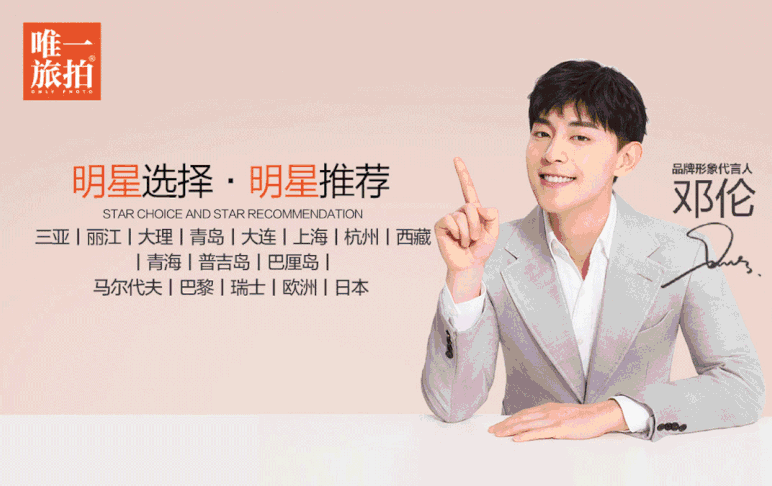 唯一
旅拍®
ONLY PHOTO
明星选择·明星推荐
STAR CHOICE AND STAR RECOMMENDATION
三亚|丽江|大理|青岛|大连|上海|杭州|西藏
|青海|普吉岛|巴厘岛|
马尔代夫|巴黎|瑞士|欧洲|日本
品牌形象代言人
邓伦